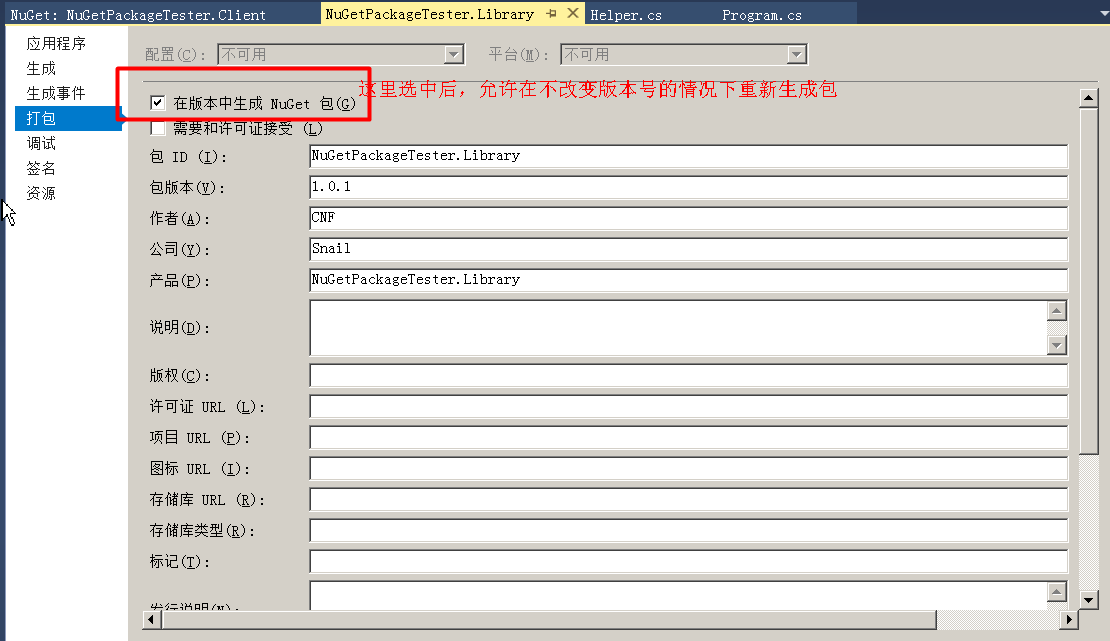 NuGet: NuGetPackageTester.Client
NuGetPackageTester.Library
Helper.cs
Program.cs
应用程序
生成
生成事件
打包
调试
签名
资源
配置(C): 不可用
平台(M): 不可用
这里选中后，允许在不改变版本号的情况下重新生成包
在版本中生成 NuGet 包(G)
需要和许可证接受 (L)
包 ID (I): NuGetPackageTester.Library
包版本(V): 1.0.1
作者(A): CNF
公司(Y): Snail
产品(P): NuGetPackageTester.Library
说明(D):
版权(C):
许可证 URL (L):
项目 URL (P):
图标 URL (I):
存储库 URL (R):
存储库类型(R):
标记(T):
发行说明(N):